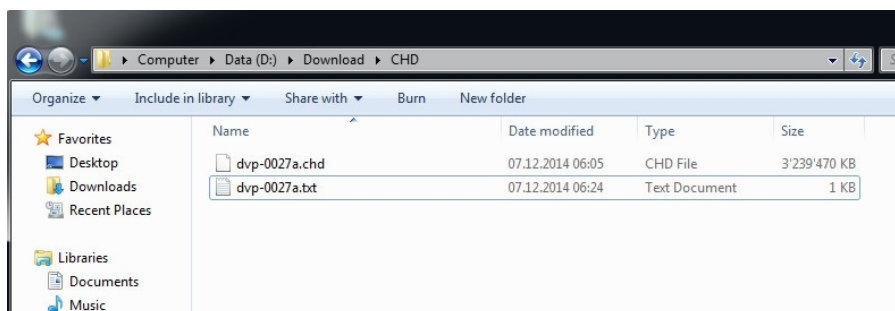 Computer Data (D:) Download CHD
Organize Include in library Share with Burn New folder
Favorites
Desktop
Downloads
Recent Places
Libraries
Documents
Music
Name Date modified Type Size
dvp-0027a.chd 07.12.2014 06:05 CHD File 3'239'470 KB
dvp-0027a.txt 07.12.2014 06:24 Text Document 1 KB